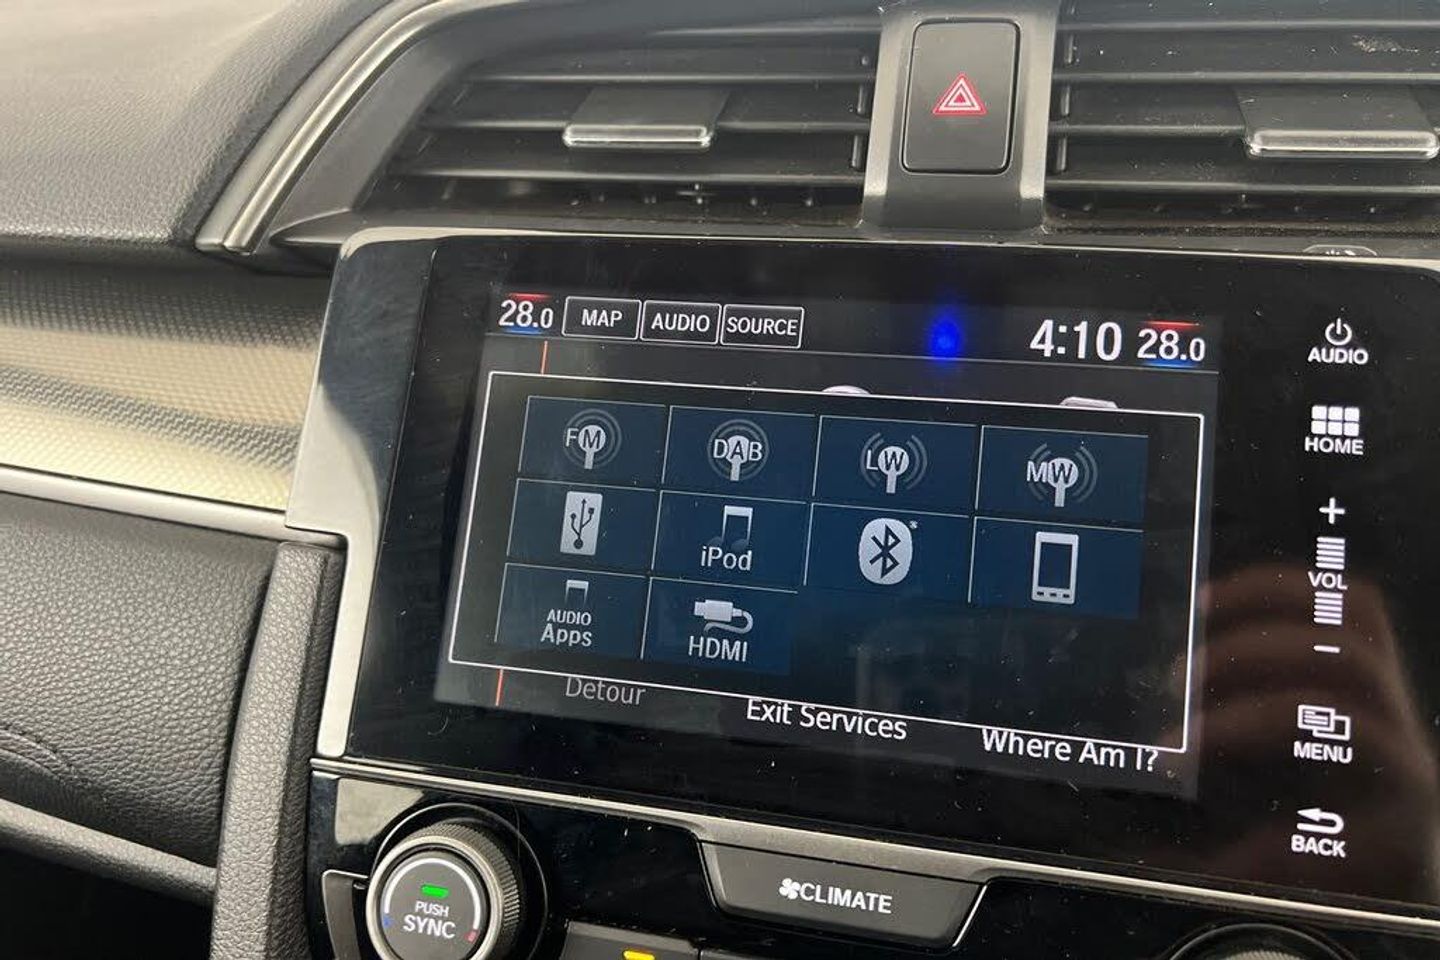 28.0 MAP AUDIO SOURCE 4:10 28.0
AUDIO
HOME
FM DAB LW MW
iPod
AUDIO
Apps
HDMI
+
VOL
−
Detour Exit Services Where Am I?
MENU
BACK
PUSH
SYNC
CLIMATE